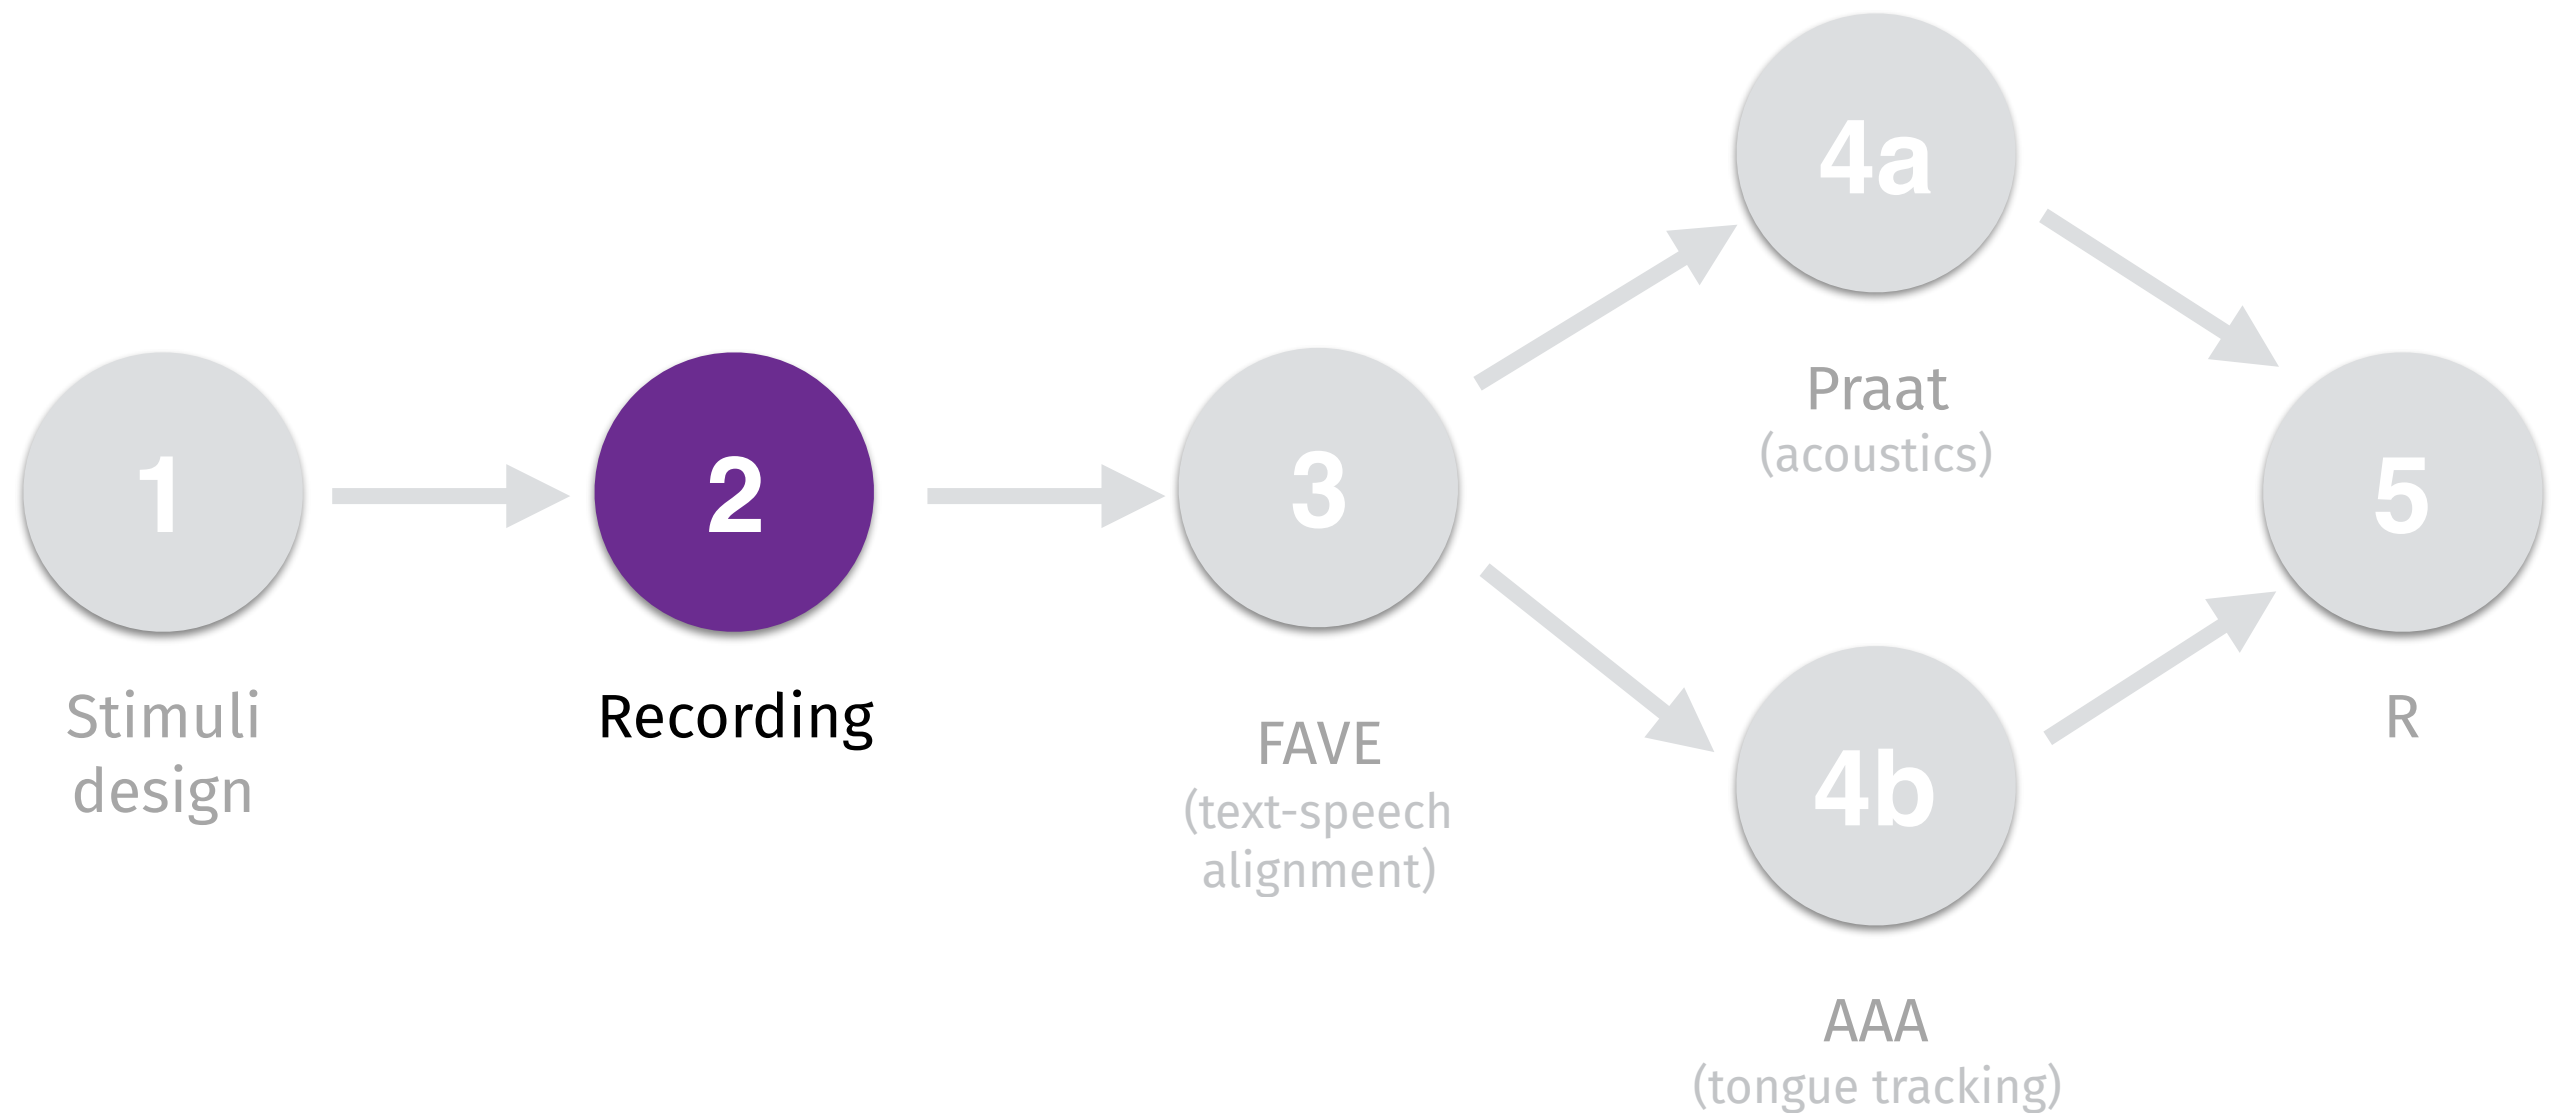 1
Stimuli
design
2
Recording
3
FAVE
(text-speech
alignment)
4a
Praat
(acoustics)
4b
AAA
(tongue tracking)
5
R